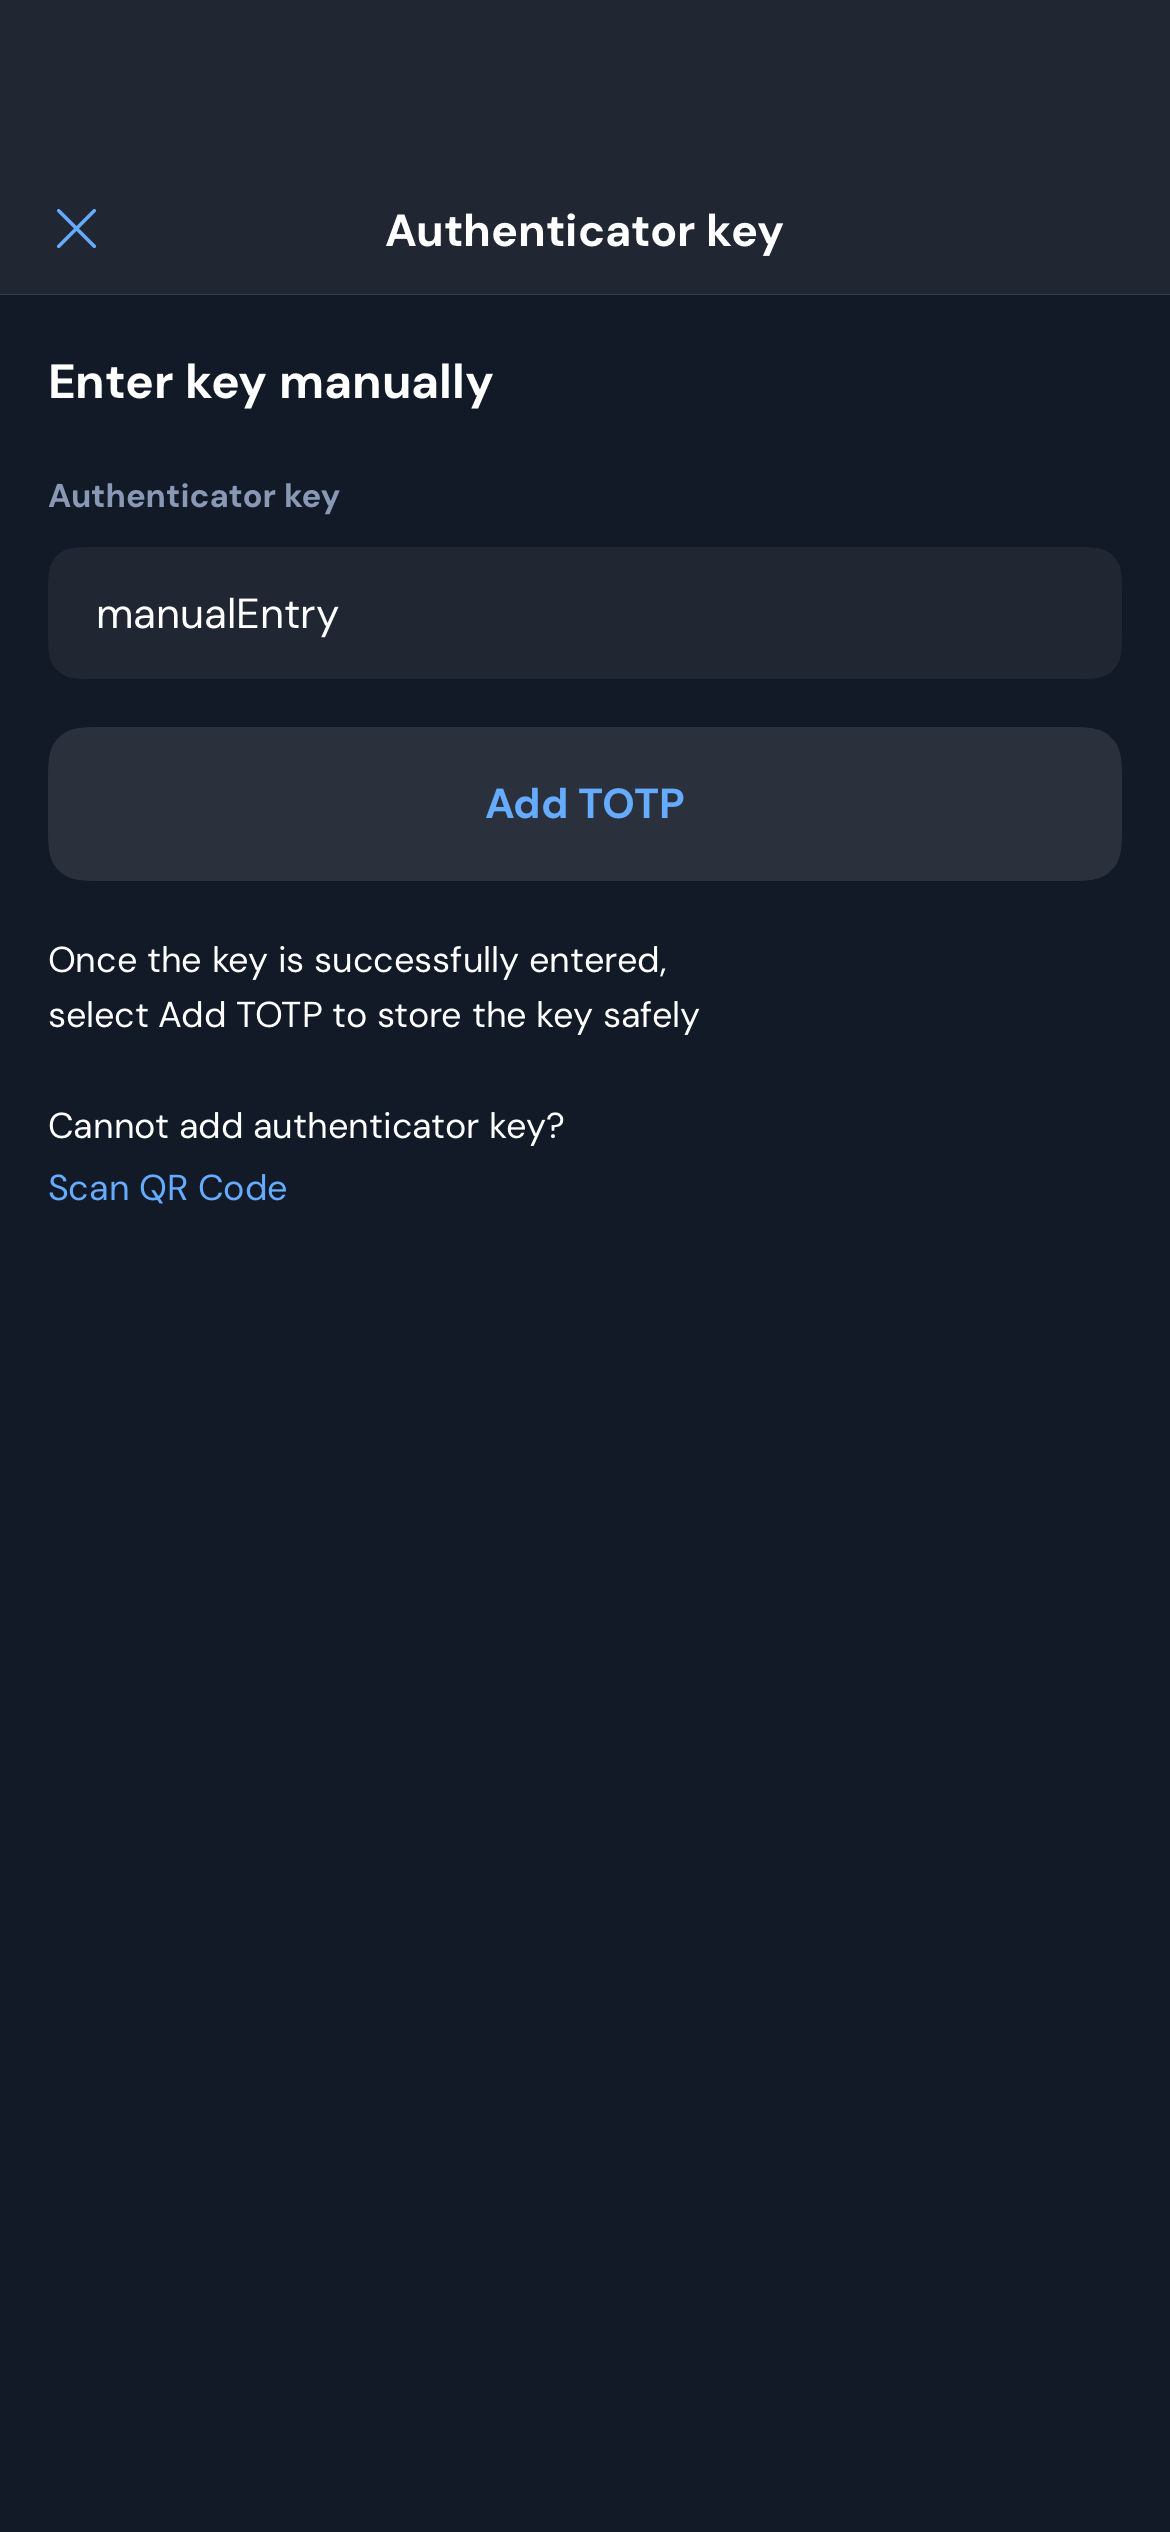 Authenticator key
Enter key manually
Authenticator key
manualEntry
Add TOTP
Once the key is successfully entered,
select Add TOTP to store the key safely
Cannot add authenticator key?
Scan QR Code